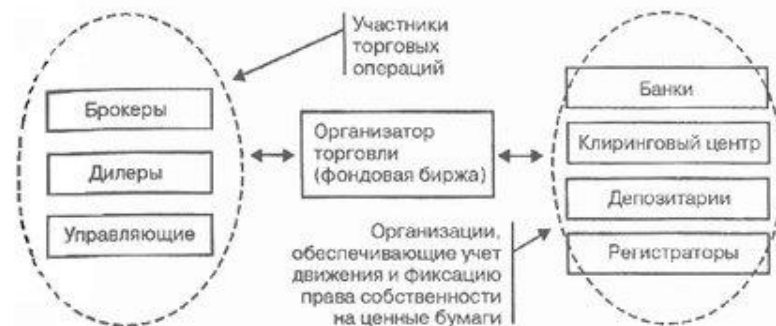 Участники
торговых
операций
Брокеры
Дилеры
Управляющие
Организатор
торговли
(фондовая биржа)
Банки
Клиринговый центр
Депозитарии
Регистраторы
Организации,
обеспечивающие учет
движения и фиксацию
права собственности
на ценные бумаги